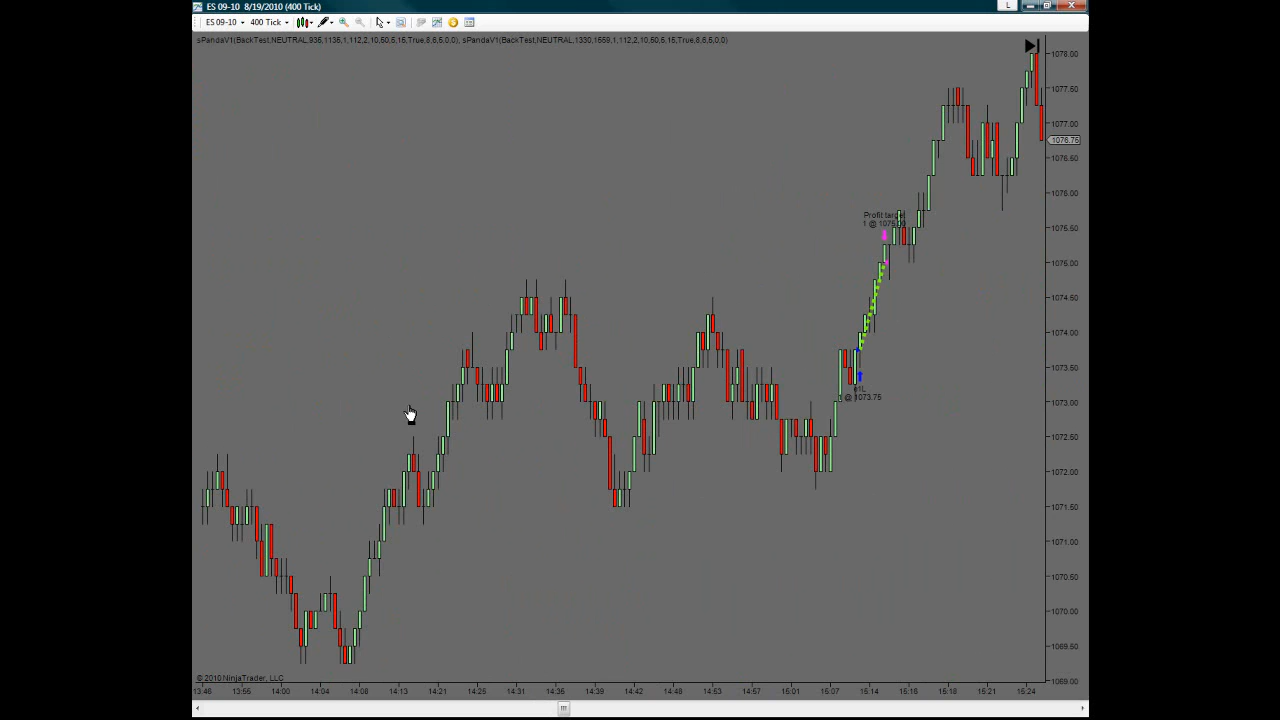 ES 09-10  8/19/2010 (400 Tick)
L
ES 09-10
400 Tick
sPandaV1(BackTest,NEUTRAL,935,1135,1,112,2,10,50,5,15,True,8,6,5,0,0), sPandaV1(BackTest,NEUTRAL,1330,1559,1,112,2,10,50,5,15,True,8,6,5,0,0)
1078.00
1077.50
1077.00
1076.75
1076.50
1076.00
Profit target
1 @ 1075.00
1075.50
1075.00
1074.50
1074.00
1073.50
1 @ 1073.75
1073.00
1072.50
1072.00
1071.50
1071.00
1070.50
1070.00
1069.50
© 2010 NinjaTrader, LLC
1069.00
13:46 13:55 14:00 14:04 14:08 14:13 14:21 14:25 14:31 14:36 14:39 14:42 14:48 14:53 14:57 15:01 15:07 15:14 15:16 15:18 15:21 15:24